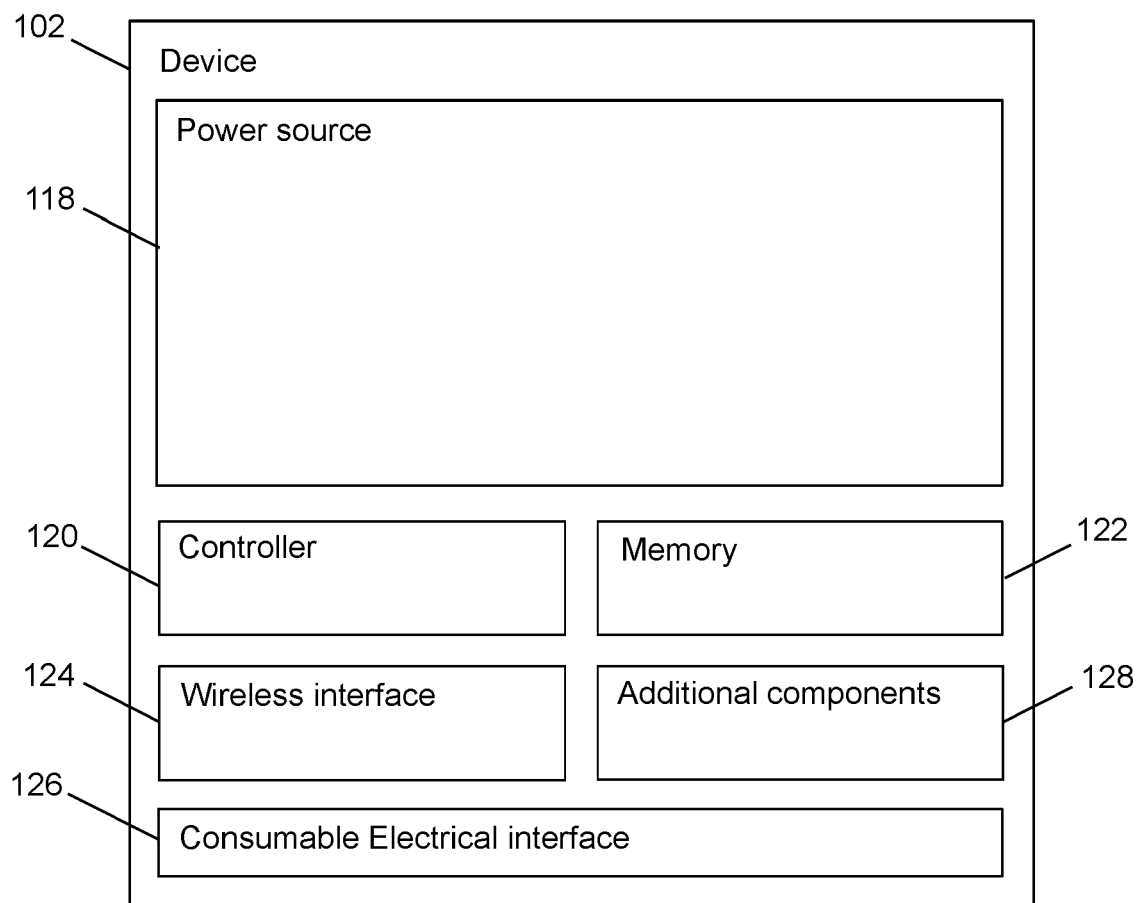 102
Device
Power source
118
120
Controller
Memory
122
124
Wireless interface
Additional components
128
126
Consumable Electrical interface